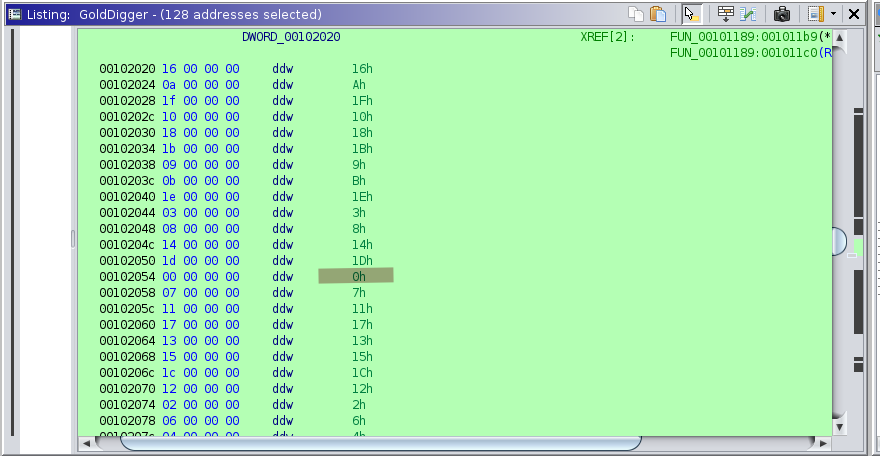 Listing: GoldDigger - (128 addresses selected)
DWORD_00102020 XREF[2]: FUN_00101189:001011b9(*
FUN_00101189:001011c0(R
00102020 16 00 00 00 ddw 16h
00102024 0a 00 00 00 ddw Ah
00102028 1f 00 00 00 ddw 1Fh
0010202c 10 00 00 00 ddw 10h
00102030 18 00 00 00 ddw 18h
00102034 1b 00 00 00 ddw 1Bh
00102038 09 00 00 00 ddw 9h
0010203c 0b 00 00 00 ddw Bh
00102040 1e 00 00 00 ddw 1Eh
00102044 03 00 00 00 ddw 3h
00102048 08 00 00 00 ddw 8h
0010204c 14 00 00 00 ddw 14h
00102050 1d 00 00 00 ddw 1Dh
00102054 00 00 00 00 ddw 0h
00102058 07 00 00 00 ddw 7h
0010205c 11 00 00 00 ddw 11h
00102060 17 00 00 00 ddw 17h
00102064 13 00 00 00 ddw 13h
00102068 15 00 00 00 ddw 15h
0010206c 1c 00 00 00 ddw 1Ch
00102070 12 00 00 00 ddw 12h
00102074 02 00 00 00 ddw 2h
00102078 06 00 00 00 ddw 6h
0010207c 04 00 00 00 ddw 4h